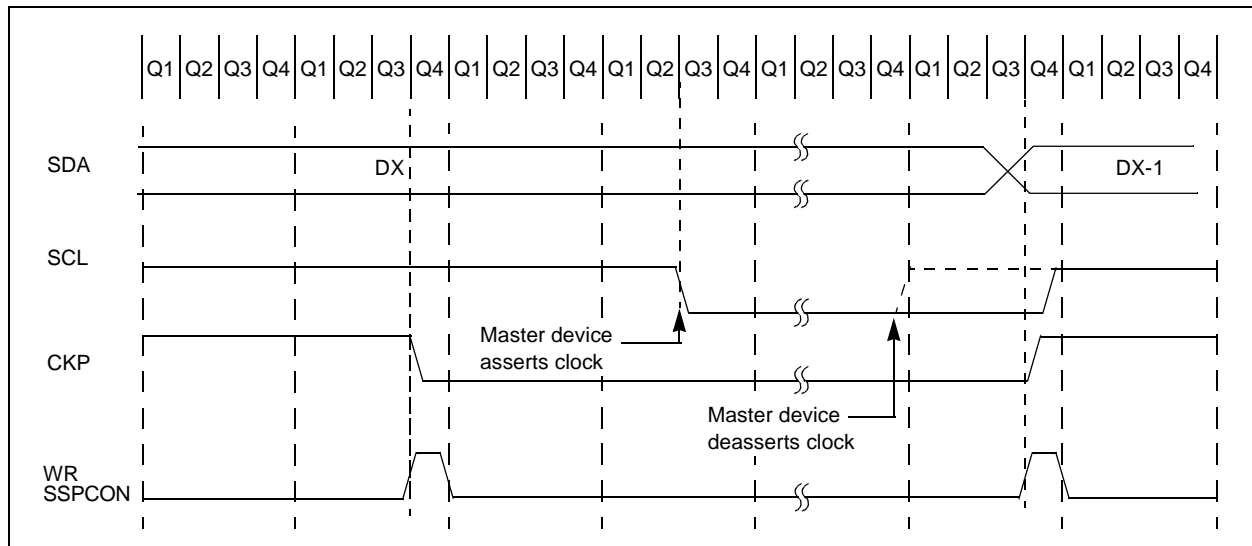 Q1 Q2 Q3 Q4 Q1 Q2 Q3 Q4 Q1 Q2 Q3 Q4 Q1 Q2 Q3 Q4 Q1 Q2 Q3 Q4 Q1 Q2 Q3 Q4 Q1 Q2 Q3 Q4
SDA
DX
DX-1
SCL
Master device
asserts clock
CKP
Master device
deasserts clock
WR
SSPCON